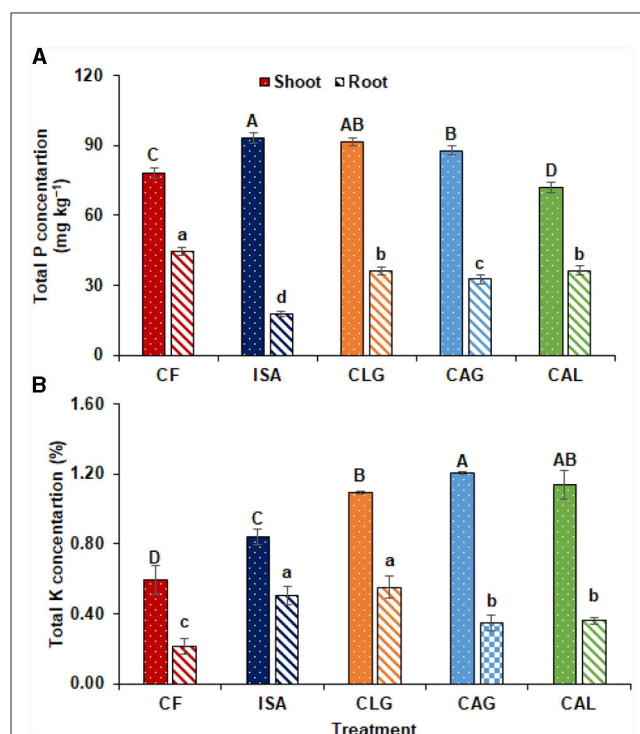 A
Total P concentartion
(mg kg⁻¹)
120
90
60
30
0
Shoot Root
C A AB B D
a d b c b
CF ISA CLG CAG CAL
B
Total K concentartion (%)
1.60
1.20
0.80
0.40
0.00
D C B A AB
c a a b b
CF ISA CLG CAG CAL
Treatment